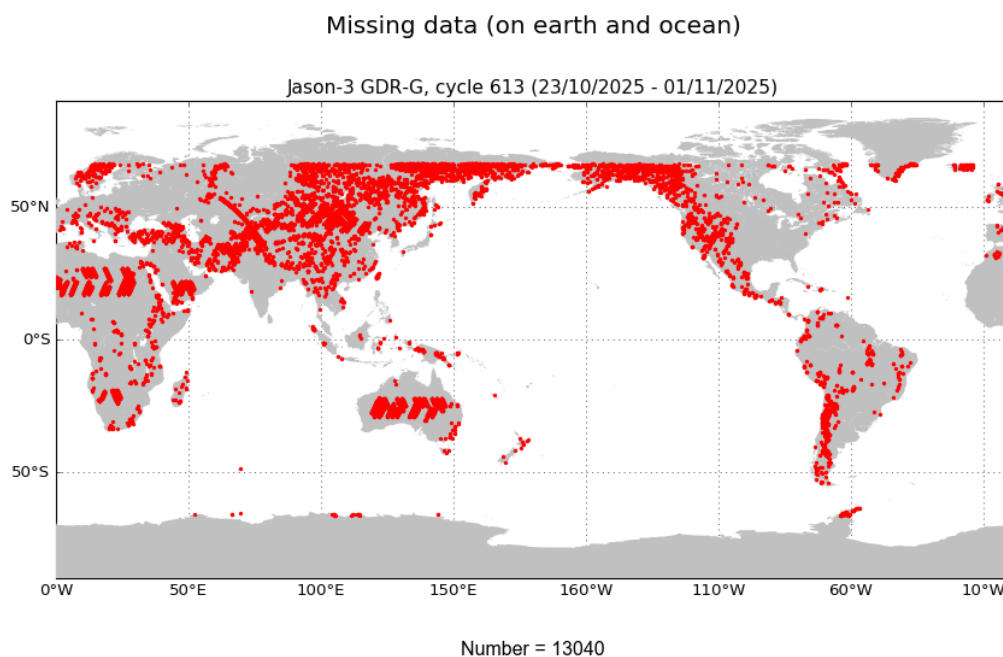 Missing data (on earth and ocean)
Jason-3 GDR-G, cycle 613 (23/10/2025 - 01/11/2025)
50°N
0°S
50°S
0°W 50°E 100°E 150°E 160°W 110°W 60°W 10°W
Number = 13040